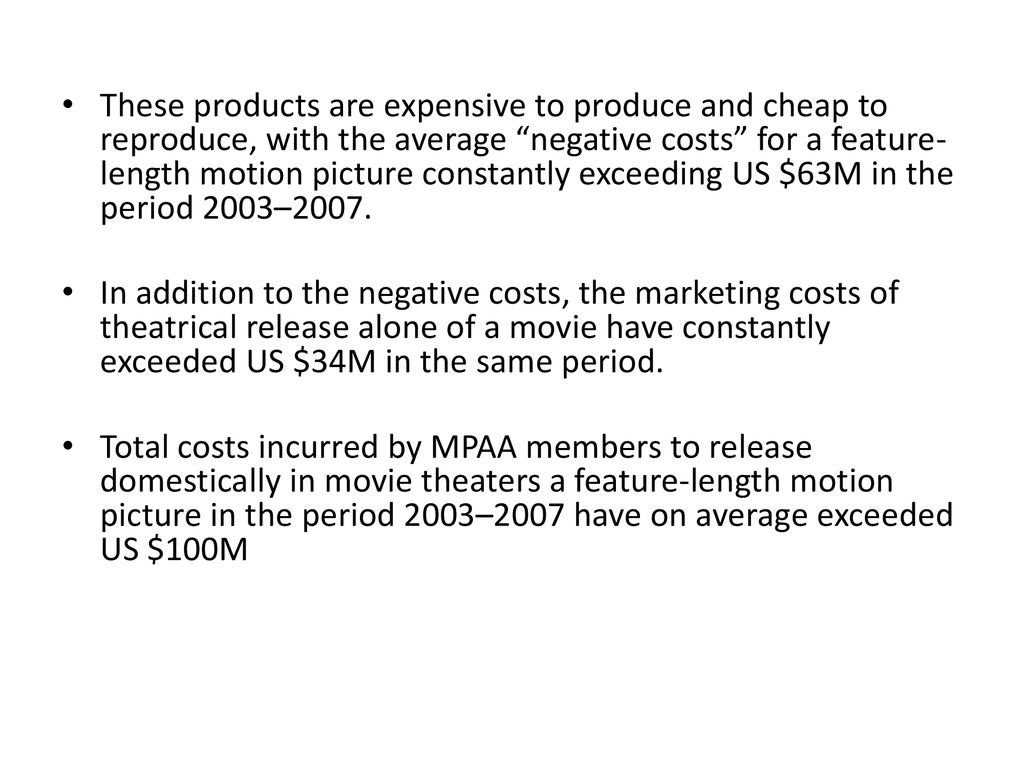 • These products are expensive to produce and cheap to
reproduce, with the average “negative costs” for a feature-
length motion picture constantly exceeding US $63M in the
period 2003–2007.
• In addition to the negative costs, the marketing costs of
theatrical release alone of a movie have constantly
exceeded US $34M in the same period.
• Total costs incurred by MPAA members to release
domestically in movie theaters a feature-length motion
picture in the period 2003–2007 have on average exceeded
US $100M